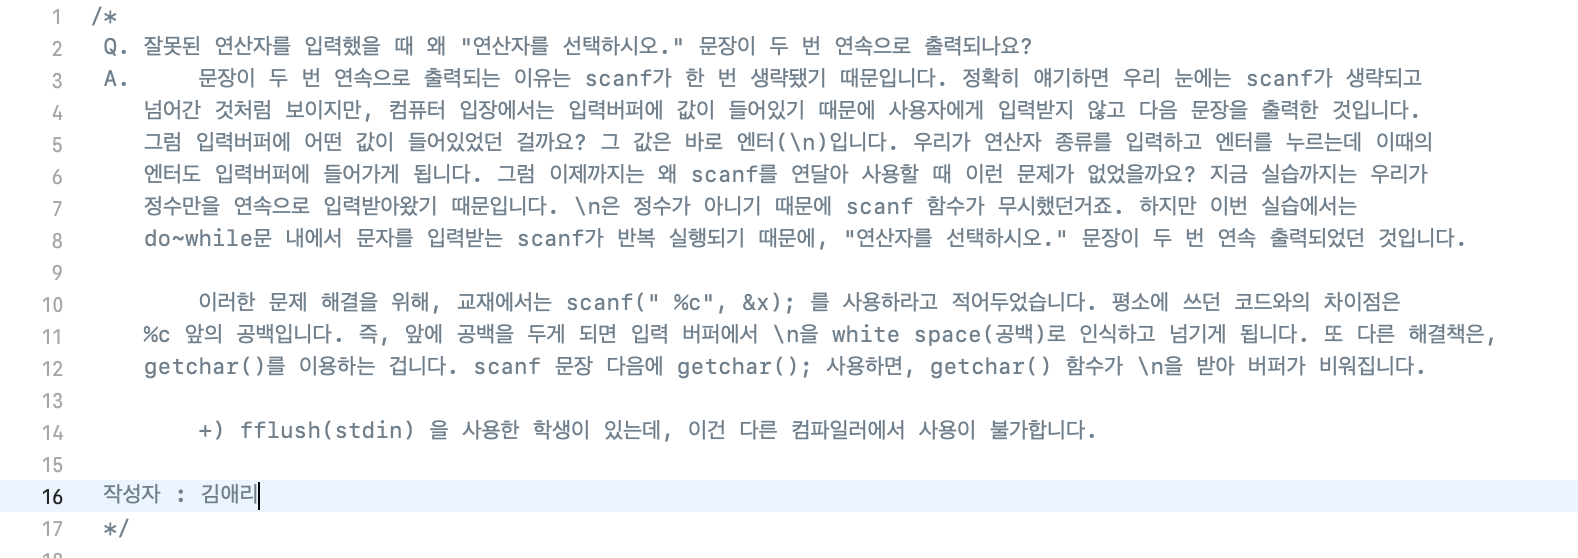 1 /*
2 Q. 잘못된 연산자를 입력했을 때 왜 "연산자를 선택하시오." 문장이 두 번 연속으로 출력되나요?
3 A. 문장이 두 번 연속으로 출력되는 이유는 scanf가 한 번 생략됐기 때문입니다. 정확히 얘기하면 우리 눈에는 scanf가 생략되고
4 넘어간 것처럼 보이지만, 컴퓨터 입장에서는 입력버퍼에 값이 들어있기 때문에 사용자에게 입력받지 않고 다음 문장을 출력한 것입니다.
5 그럼 입력버퍼에 어떤 값이 들어있었던 걸까요? 그 값은 바로 엔터(\n)입니다. 우리가 연산자 종류를 입력하고 엔터를 누르는데 이때의
6 엔터도 입력버퍼에 들어가게 됩니다. 그럼 이제까지는 왜 scanf를 연달아 사용할 때 이런 문제가 없었을까요? 지금 실습까지는 우리가
7 정수만을 연속으로 입력받아왔기 때문입니다. \n은 정수가 아니기 때문에 scanf 함수가 무시했던거죠. 하지만 이번 실습에서는
8 do~while문 내에서 문자를 입력받는 scanf가 반복 실행되기 때문에, "연산자를 선택하시오." 문장이 두 번 연속 출력되었던 것입니다.
9
10 이러한 문제 해결을 위해, 교재에서는 scanf(" %c", &x); 를 사용하라고 적어두었습니다. 평소에 쓰던 코드와의 차이점은
11 %c 앞의 공백입니다. 즉, 앞에 공백을 두게 되면 입력 버퍼에서 \n을 white space(공백)로 인식하고 넘기게 됩니다. 또 다른 해결책은,
12 getchar()를 이용하는 겁니다. scanf 문장 다음에 getchar(); 사용하면, getchar() 함수가 \n을 받아 버퍼가 비워집니다.
13
14 +) fflush(stdin) 을 사용한 학생이 있는데, 이건 다른 컴파일러에서 사용이 불가합니다.
15
16 작성자 : 김애리
17 */